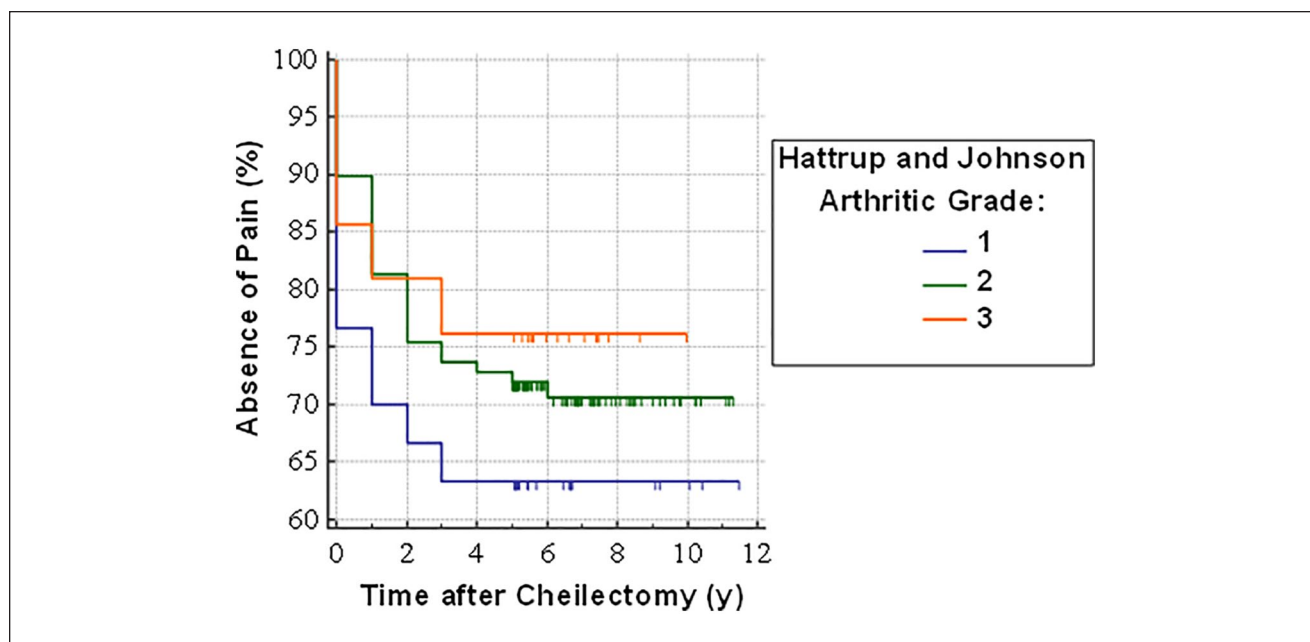 100
95
90
85
80
75
70
65
60
0 2 4 6 8 10 12
Absence of Pain (%)
Time after Cheilectomy (y)
Hattrup and Johnson
Arthritic Grade:
1
2
3